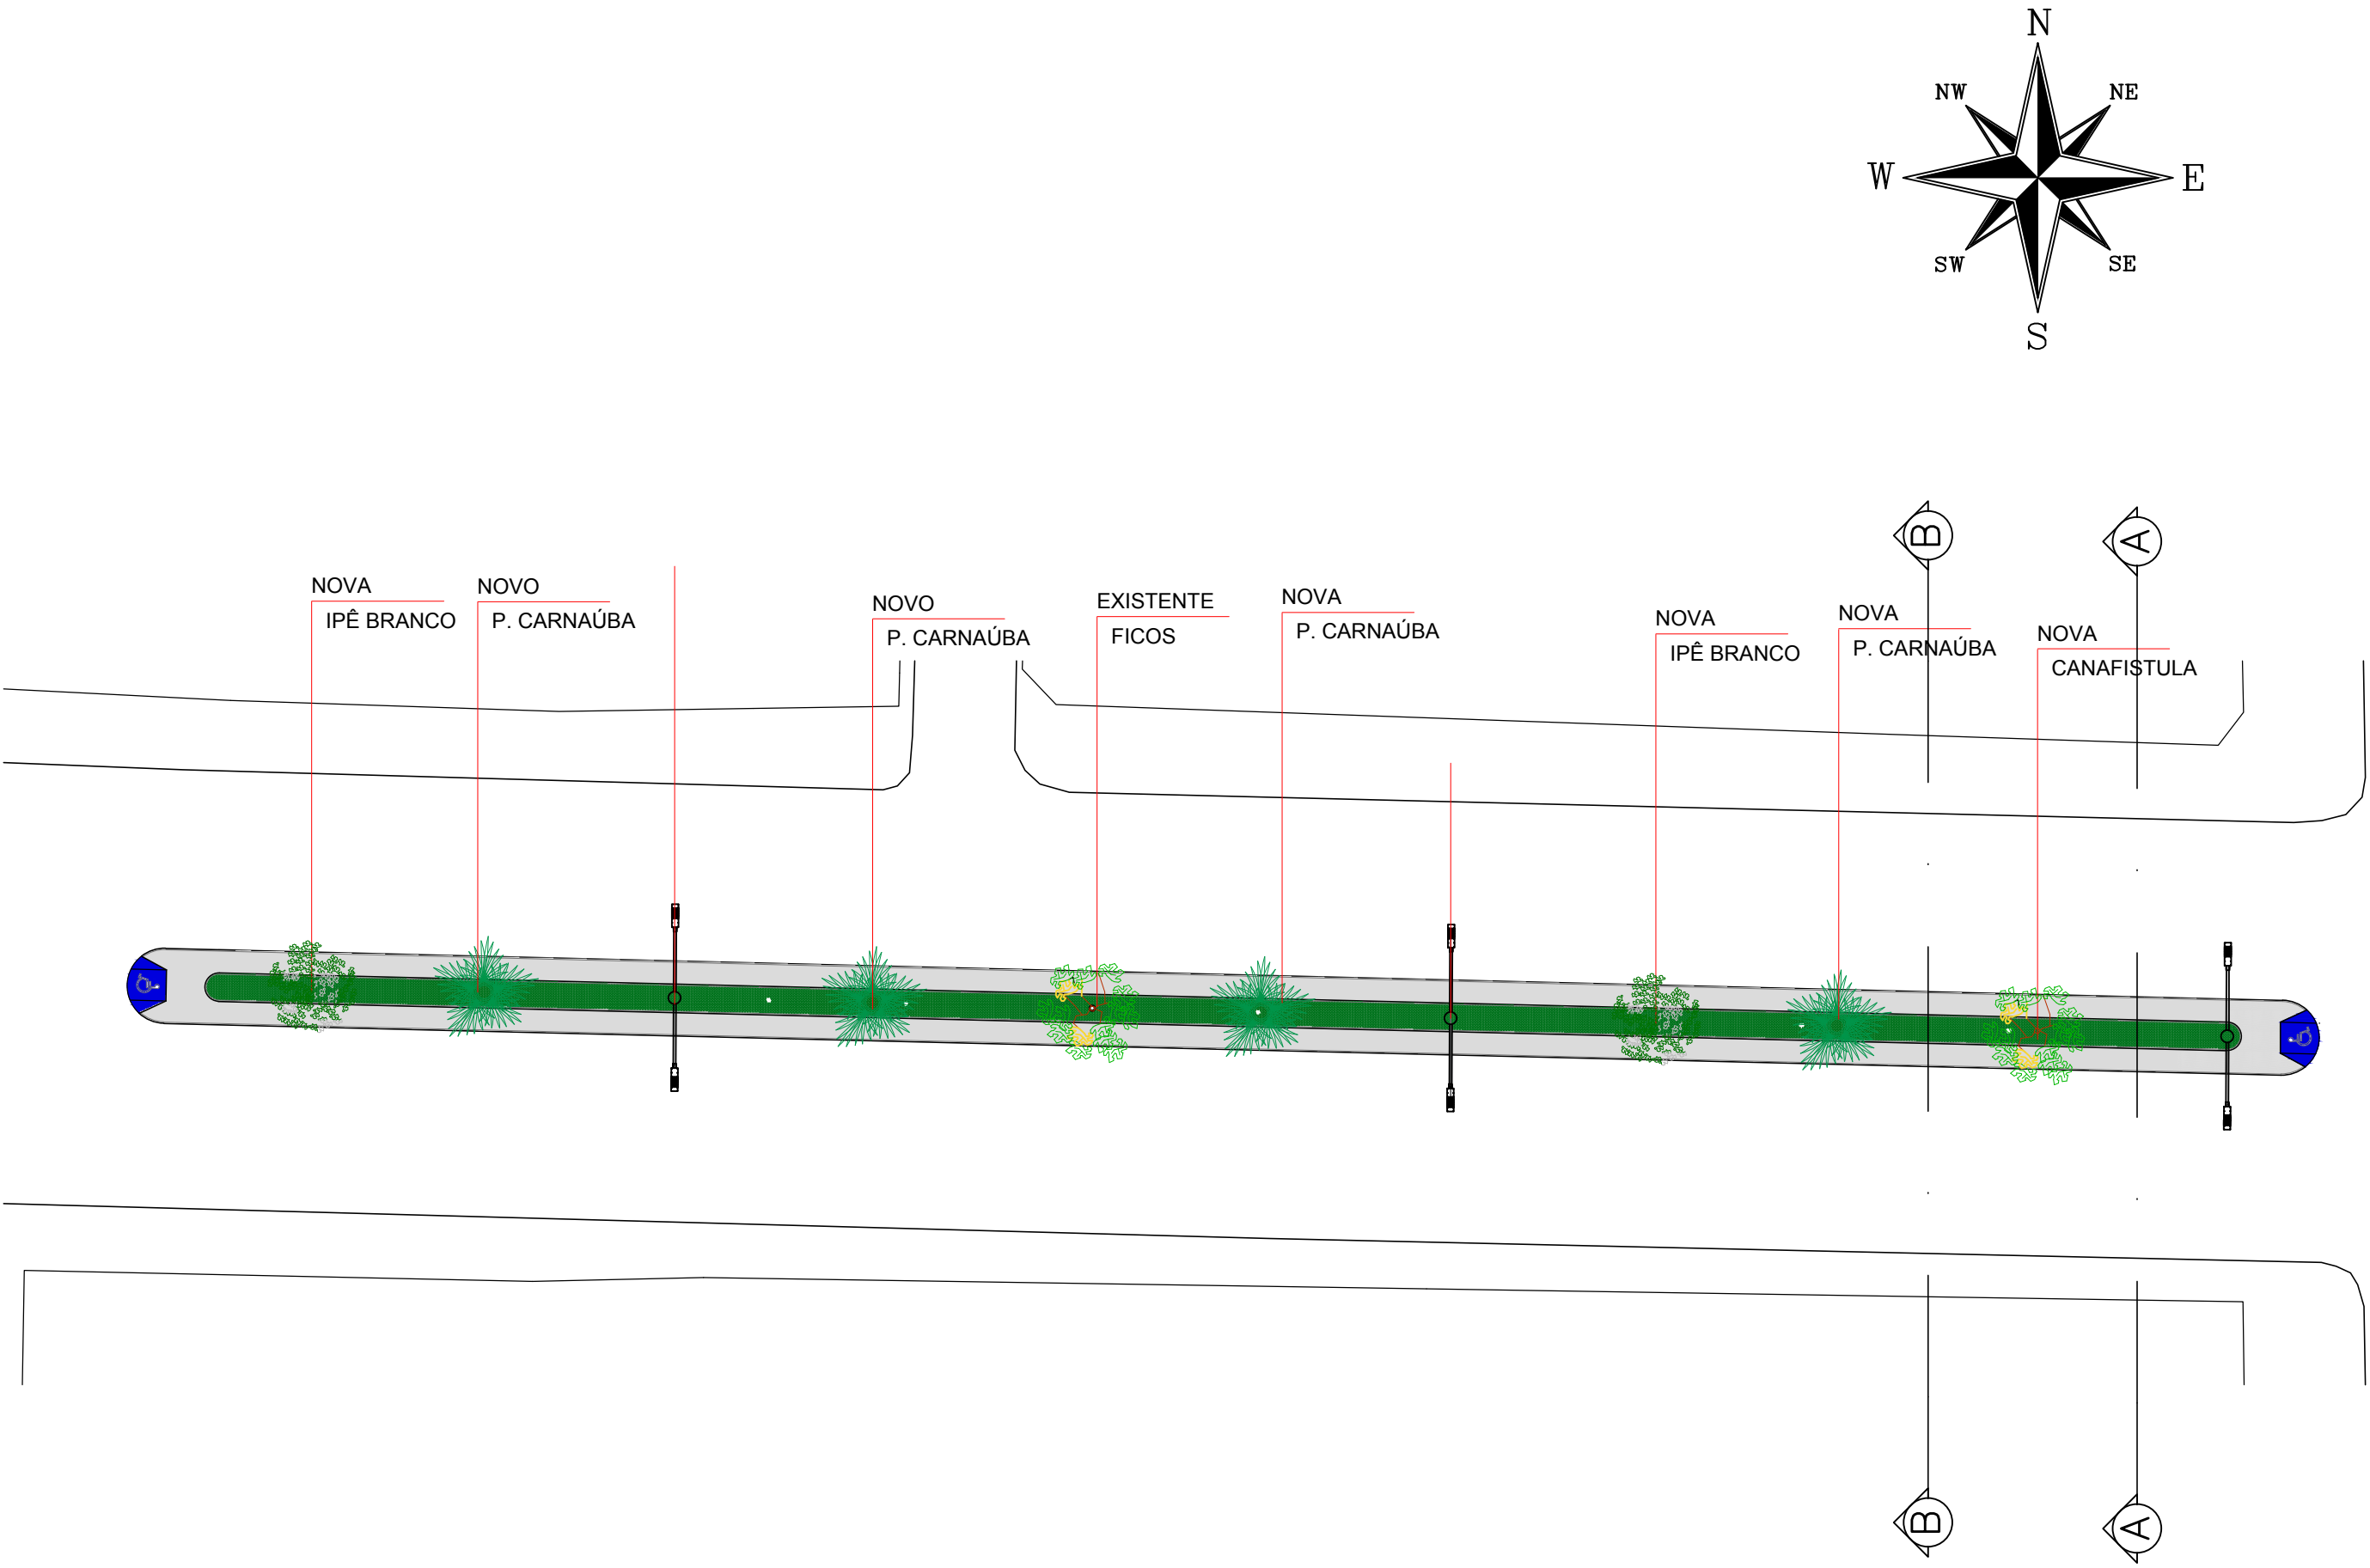 N
NW
NE
W
E
SW
SE
S
B
A
NOVA
IPÊ BRANCO
NOVO
P. CARNAÚBA
NOVO
P. CARNAÚBA
EXISTENTE
FICOS
NOVA
P. CARNAÚBA
NOVA
IPÊ BRANCO
NOVA
P. CARNAÚBA
NOVA
CANAFISTULA
B
A